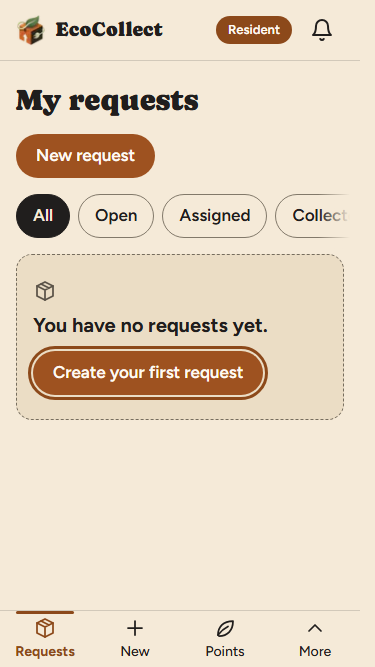 EcoCollect
Resident
My requests
New request
All
Open
Assigned
Collect
You have no requests yet.
Create your first request
Requests
New
Points
More